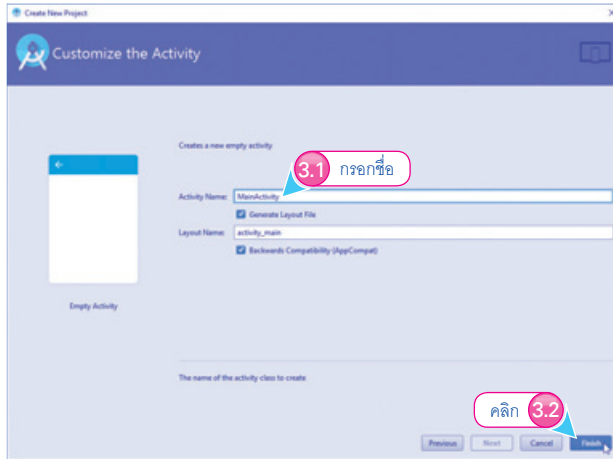 Create New Project
Customize the Activity
Creates a new empty activity
3.1 กรอกชื่อ
Activity Name: MainActivity
Generate Layout File
Layout Name: activity_main
Backwards Compatibility (AppCompat)
Empty Activity
The name of the activity class to create
คลิก 3.2
Previous Next Cancel Finish